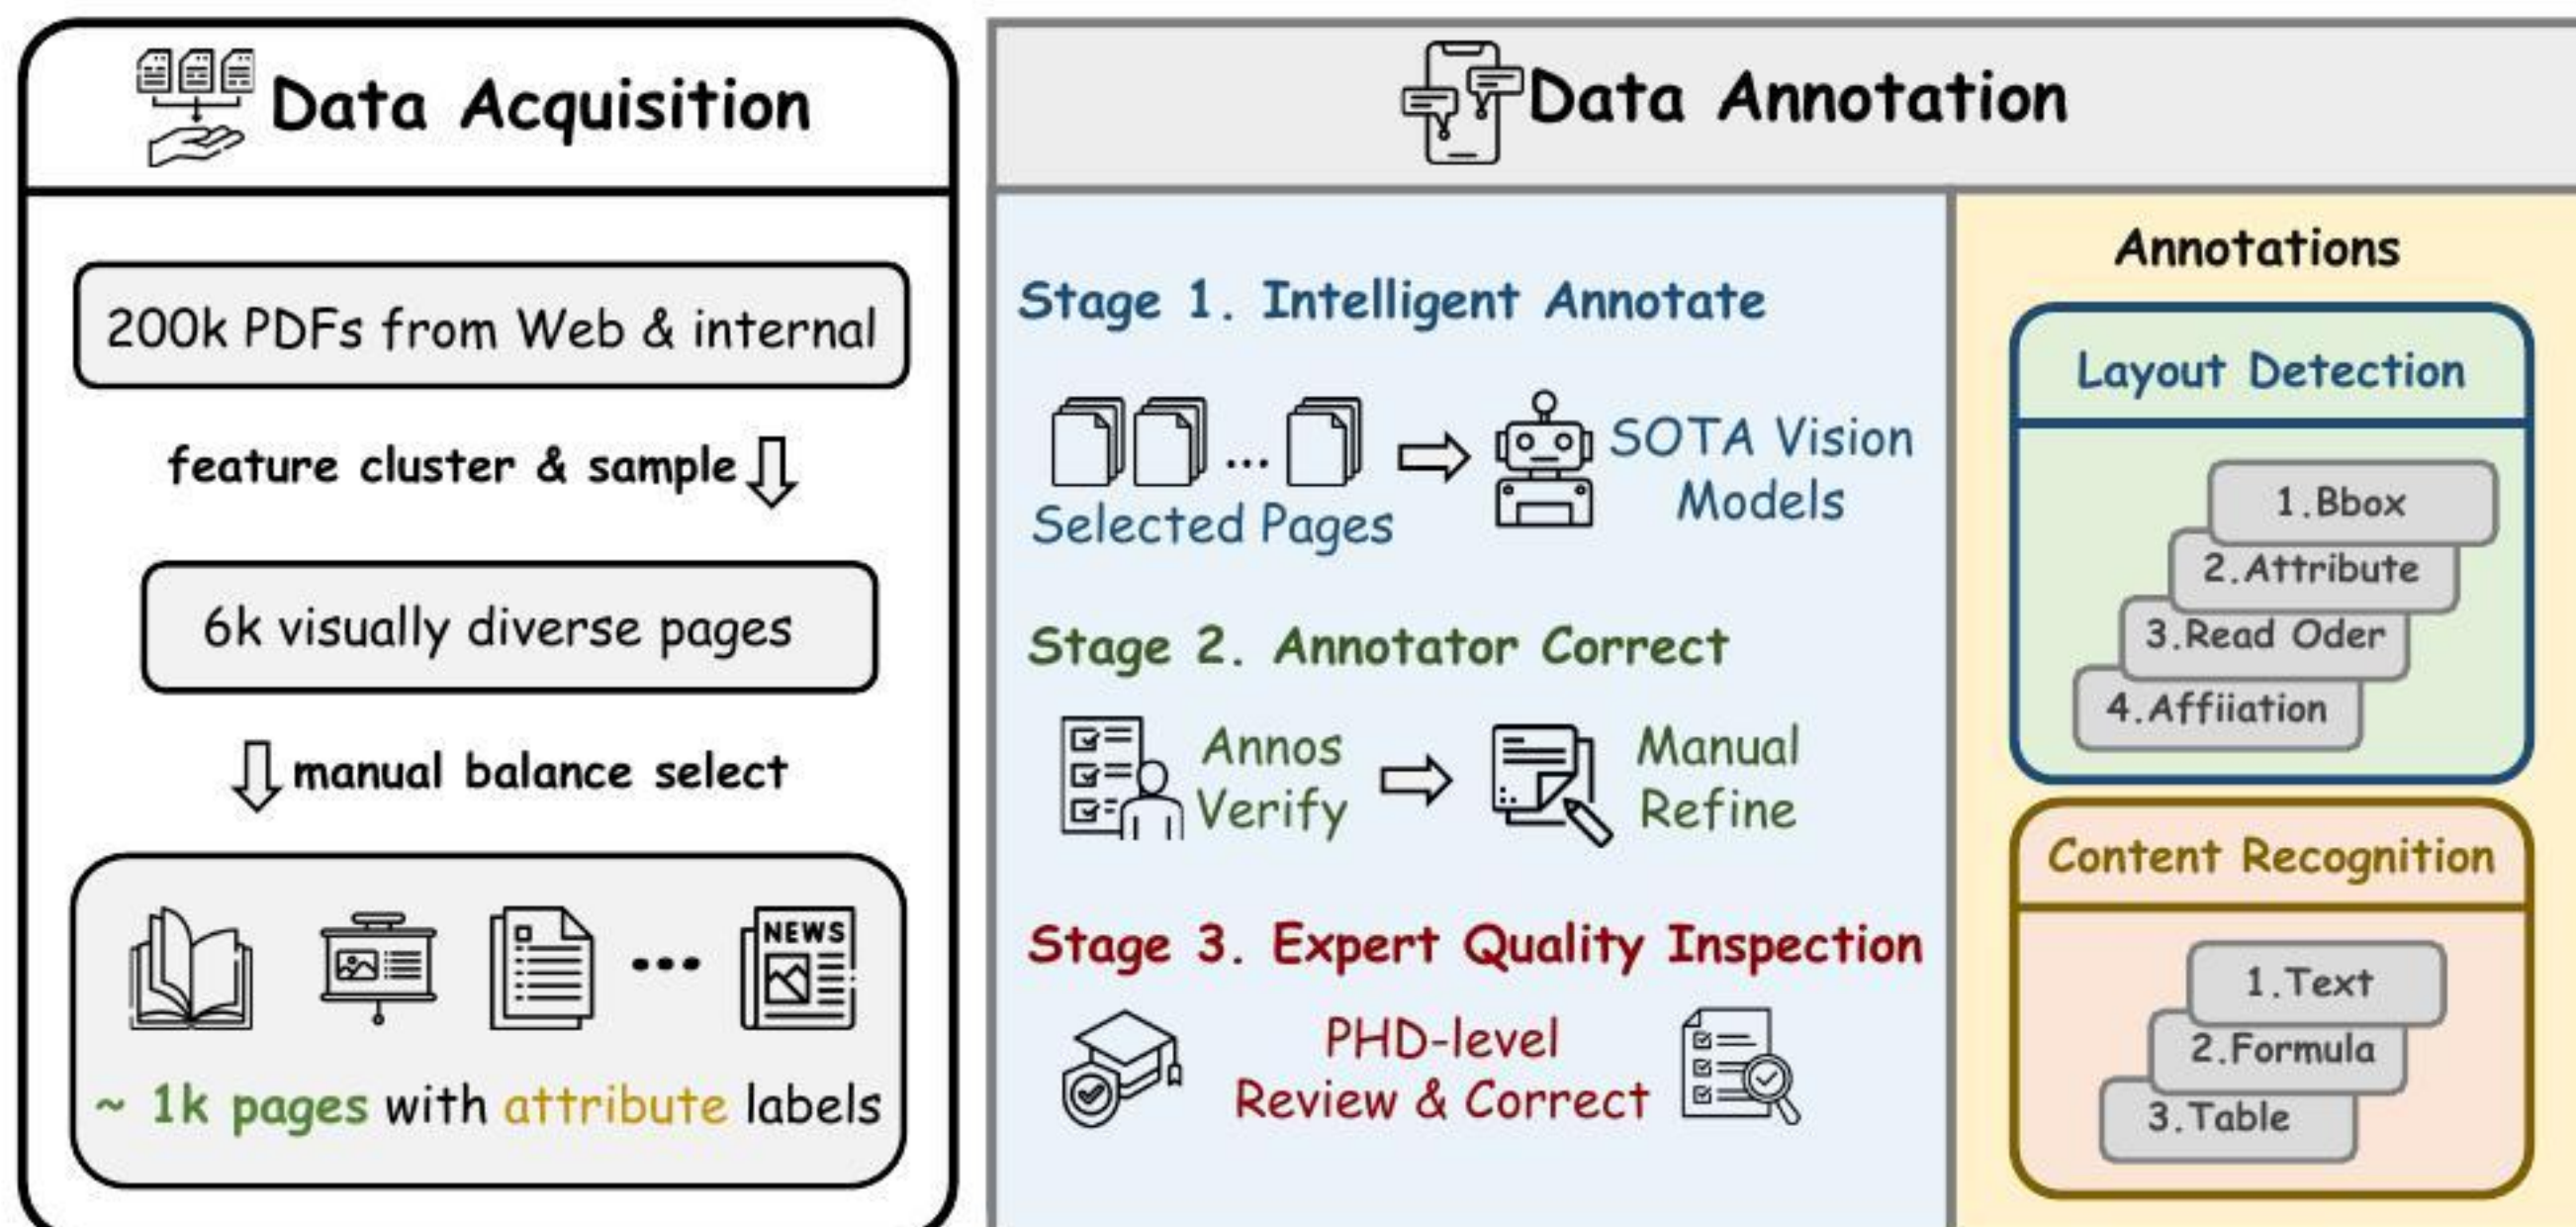 Data Acquisition
200k PDFs from Web & internal
feature cluster & sample
6k visually diverse pages
manual balance select
NEWS
...
~ 1k pages with attribute labels
Data Annotation
Stage 1. Intelligent Annotate
...
Selected Pages
SOTA Vision
Models
Stage 2. Annotator Correct
Annos
Verify
Manual
Refine
Stage 3. Expert Quality Inspection
PHD-level
Review & Correct
Annotations
Layout Detection
1.Bbox
2.Attribute
3.Read Oder
4.Affiiation
Content Recognition
1.Text
2.Formula
3.Table